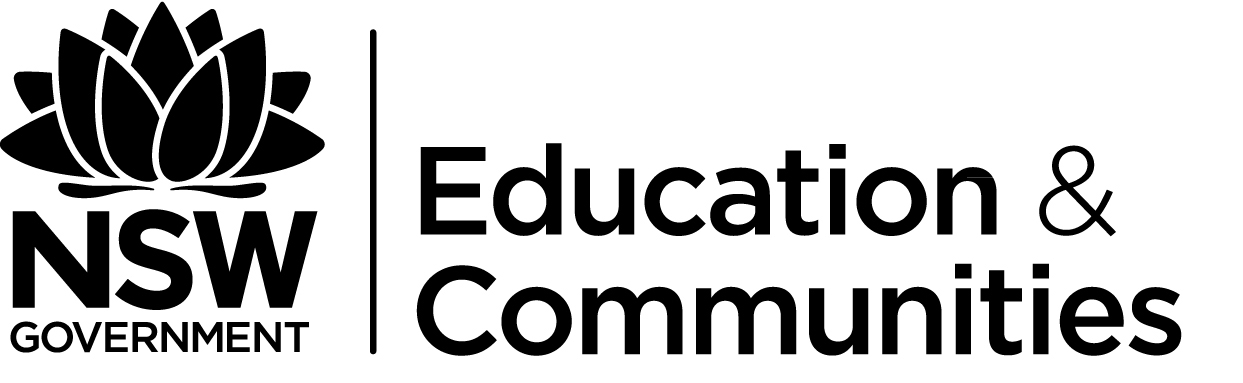 NSW
GOVERNMENT
Education &
Communities